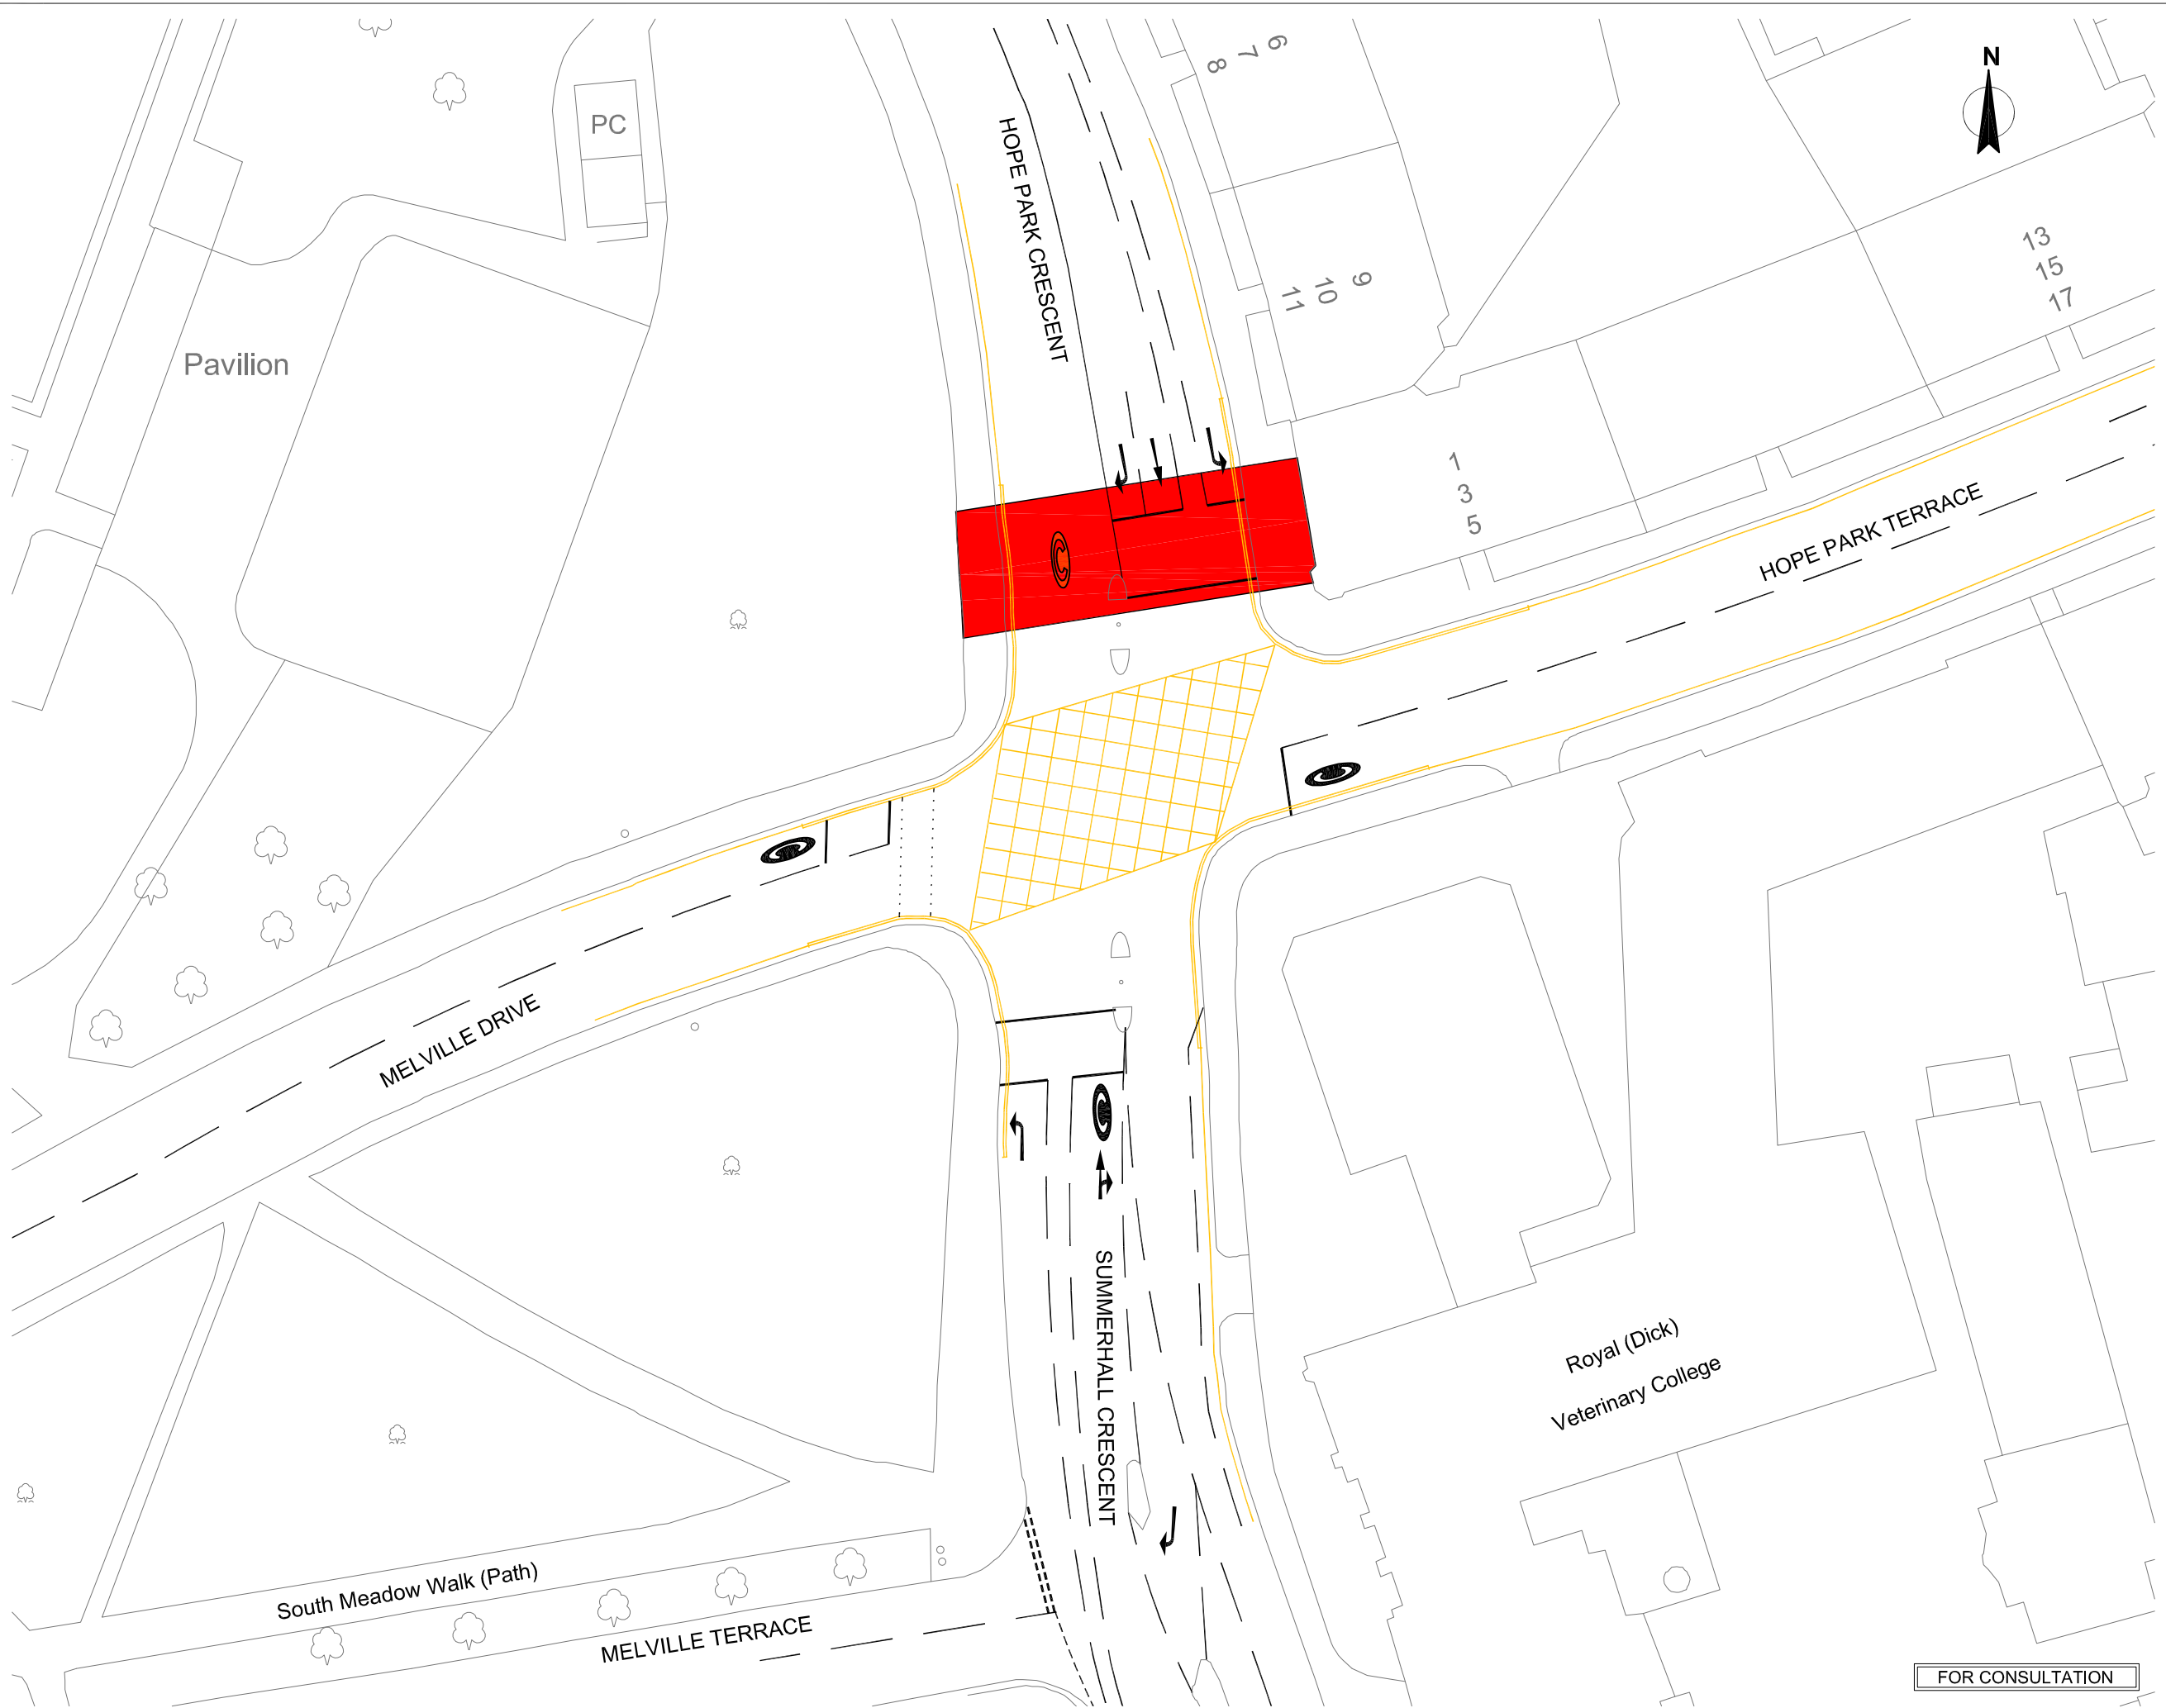 N
6
7
8
PC
HOPE PARK CRESCENT
13
15
17
9
10
11
Pavilion
1
3
5
HOPE PARK TERRACE
MELVILLE DRIVE
SUMMERHALL CRESCENT
Royal (Dick)
Veterinary College
South Meadow Walk (Path)
MELVILLE TERRACE
FOR CONSULTATION